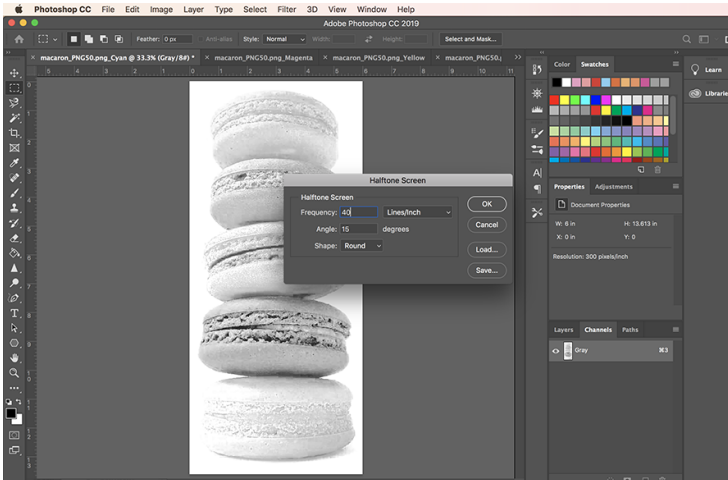 Photoshop CC File Edit Image Layer Type Select Filter 3D View Window Help
Adobe Photoshop CC 2019
Feather: 0 px Anti-alias Style: Normal Width: Height: Select and Mask...
macaron_PNG50.png_Cyan @ 33.3% (Gray/8#) * macaron_PNG50.png_Magenta macaron_PNG50.png_Yellow macaron_PNG50.
Color Swatches
Learn
Librarie
Halftone Screen
Halftone Screen
Frequency: 40 Lines/Inch
Angle: 15 degrees
Shape: Round
OK
Cancel
Load...
Save...
Properties Adjustments
Document Properties
W: 6 in H: 13.613 in
X: 0 in Y: 0
Resolution: 300 pixels/inch
Layers Channels Paths
Gray ⌘3